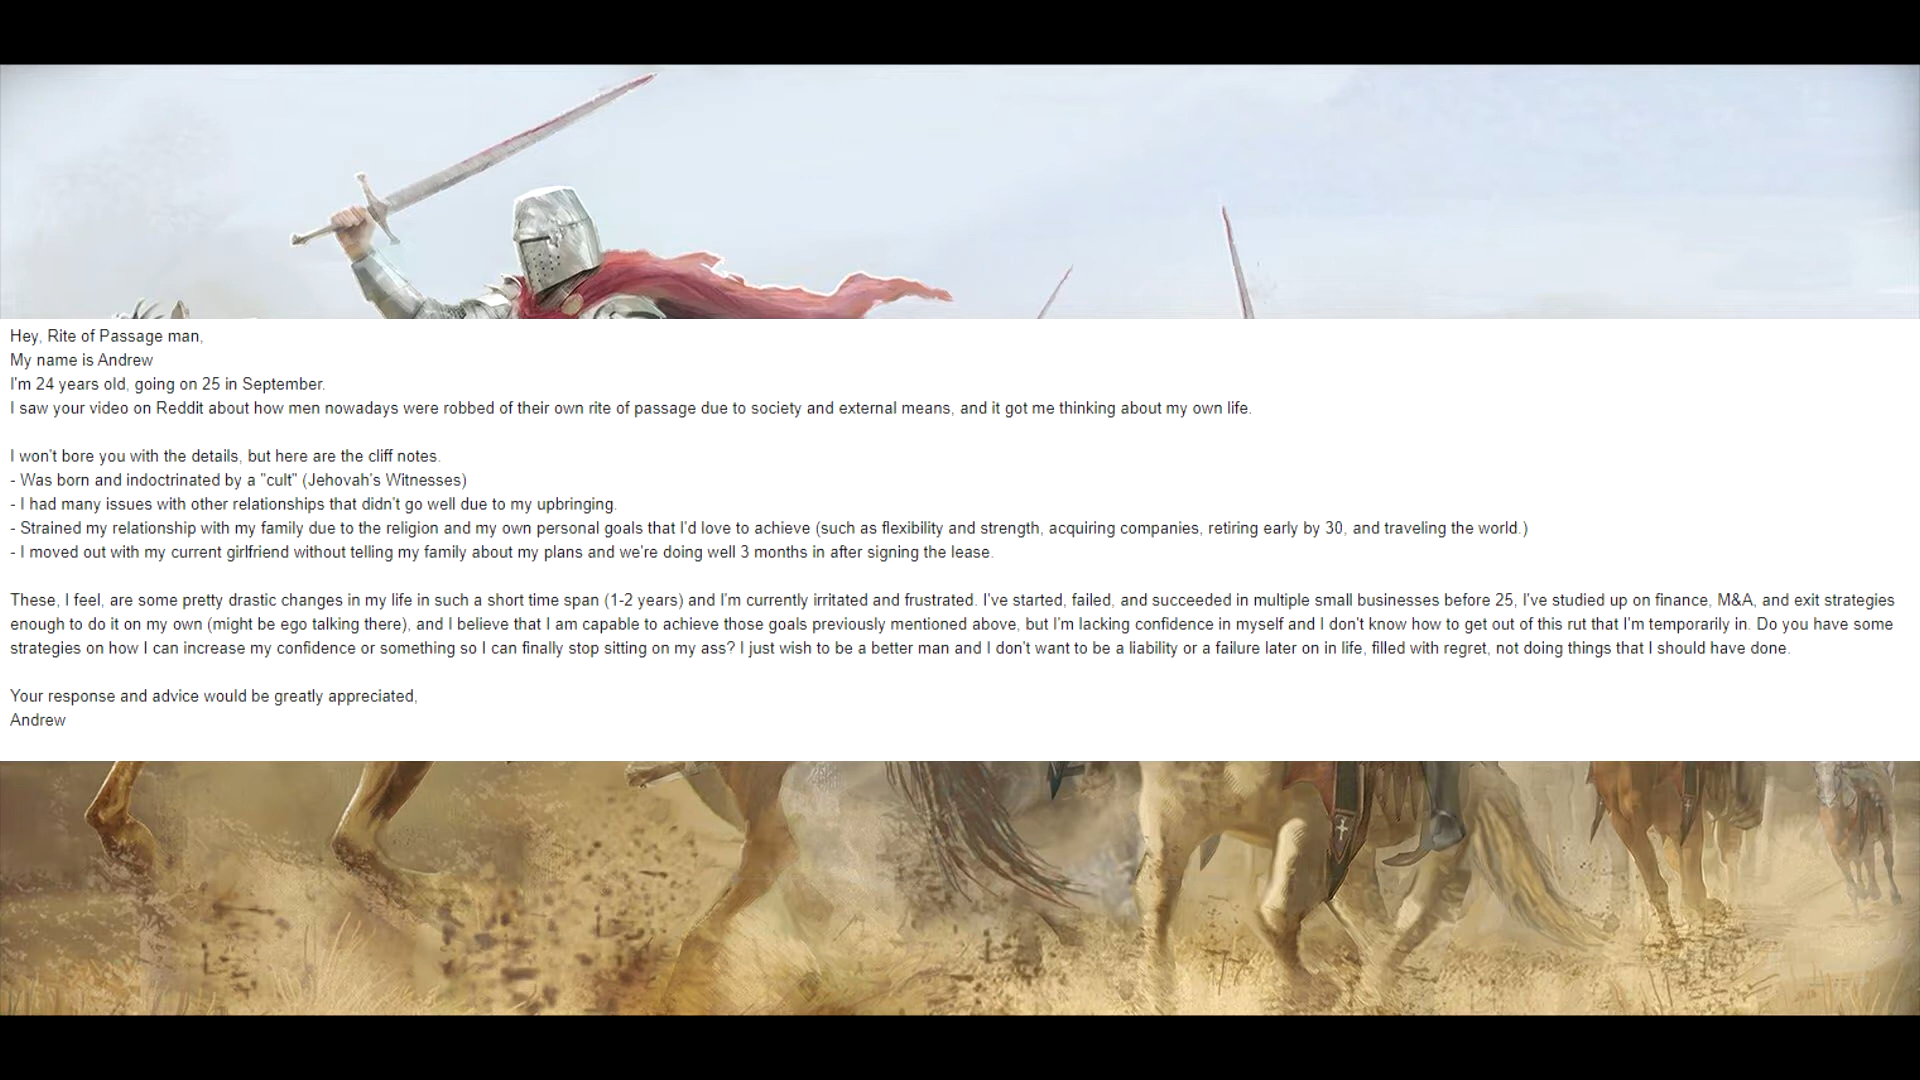 Hey, Rite of Passage man,
My name is Andrew
I'm 24 years old, going on 25 in September.
I saw your video on Reddit about how men nowadays were robbed of their own rite of passage due to society and external means, and it got me thinking about my own life.
I won't bore you with the details, but here are the cliff notes.
- Was born and indoctrinated by a "cult" (Jehovah's Witnesses)
- I had many issues with other relationships that didn't go well due to my upbringing.
- Strained my relationship with my family due to the religion and my own personal goals that I'd love to achieve (such as flexibility and strength, acquiring companies, retiring early by 30, and traveling the world.)
- I moved out with my current girlfriend without telling my family about my plans and we're doing well 3 months in after signing the lease.
These, I feel, are some pretty drastic changes in my life in such a short time span (1-2 years) and I'm currently irritated and frustrated. I've started, failed, and succeeded in multiple small businesses before 25, I've studied up on finance, M&A, and exit strategies
enough to do it on my own (might be ego talking there), and I believe that I am capable to achieve those goals previously mentioned above, but I'm lacking confidence in myself and I don't know how to get out of this rut that I'm temporarily in. Do you have some
strategies on how I can increase my confidence or something so I can finally stop sitting on my ass? I just wish to be a better man and I don't want to be a liability or a failure later on in life, filled with regret, not doing things that I should have done.
Your response and advice would be greatly appreciated,
Andrew